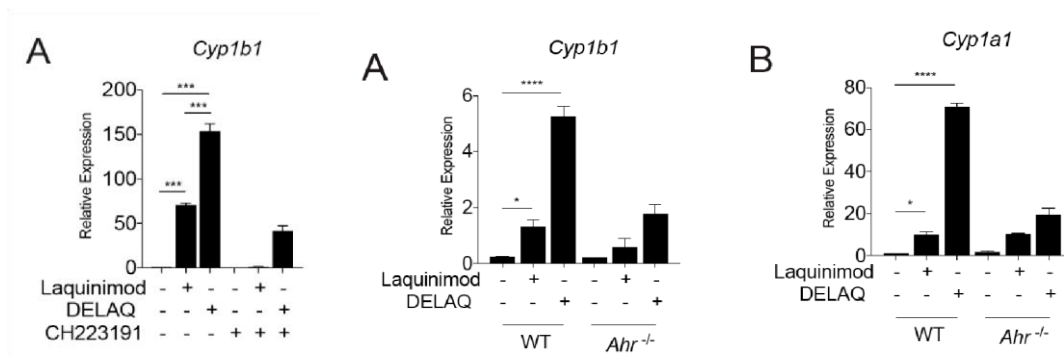 A
Cyp1b1
Relative Expression
200
150
100
50
0
***
***
***
Laquinimod - + - - + -
DELAQ - - + - - +
CH223191 - - - + + +
A
Cyp1b1
Relative Expression
6
4
2
0
****
*
Laquinimod - + - - + -
DELAQ - - + - - +
WT
Ahr -/-
B
Cyp1a1
Relative Expression
80
60
40
20
0
****
*
Laquinimod - + - - + -
DELAQ - - + - - +
WT
Ahr -/-